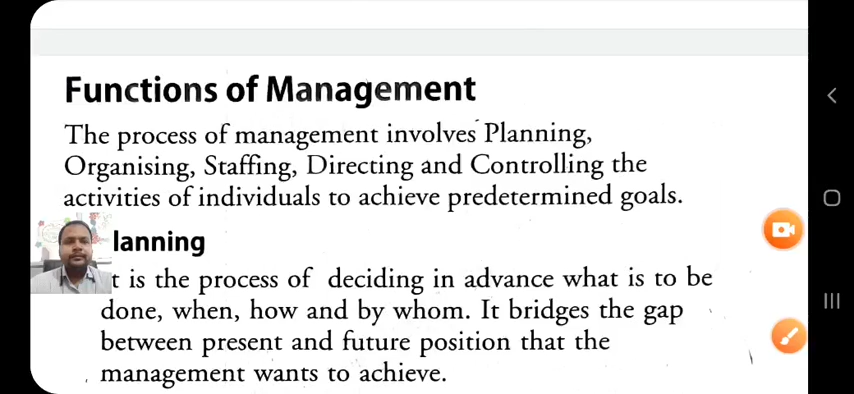 Functions of Management
The process of management involves Planning,
Organising, Staffing, Directing and Controlling the
activities of individuals to achieve predetermined goals.
lanning
t is the process of deciding in advance what is to be
done, when, how and by whom. It bridges the gap
between present and future position that the
management wants to achieve.